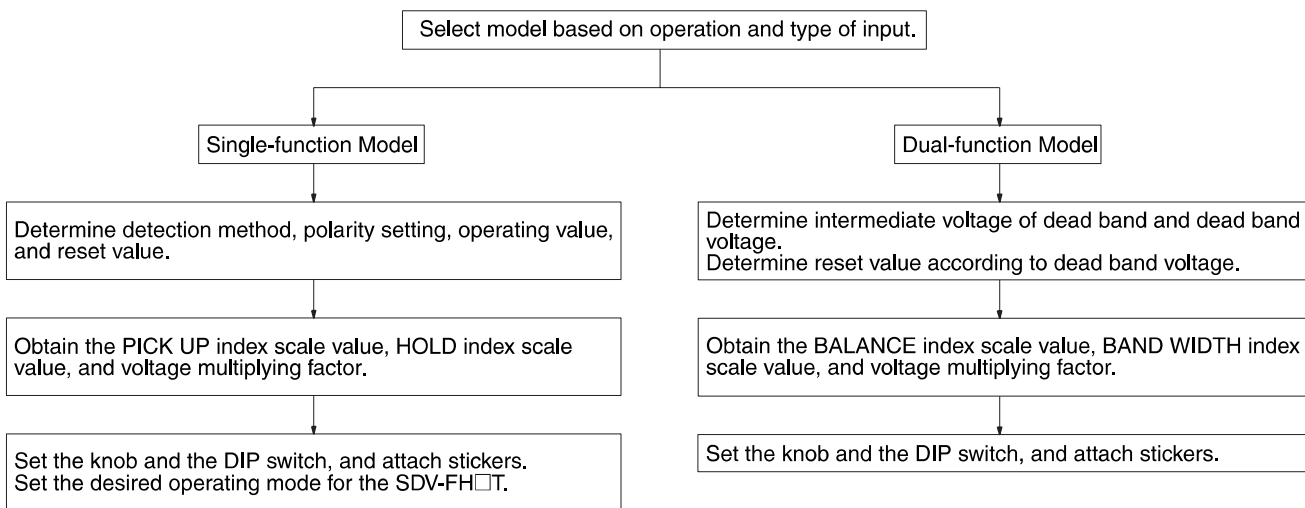 Select model based on operation and type of input.
Single-function Model
Determine detection method, polarity setting, operating value,
and reset value.
Obtain the PICK UP index scale value, HOLD index scale
value, and voltage multiplying factor.
Set the knob and the DIP switch, and attach stickers.
Set the desired operating mode for the SDV-FH□T.
Dual-function Model
Determine intermediate voltage of dead band and dead band
voltage.
Determine reset value according to dead band voltage.
Obtain the BALANCE index scale value, BAND WIDTH index
scale value, and voltage multiplying factor.
Set the knob and the DIP switch, and attach stickers.